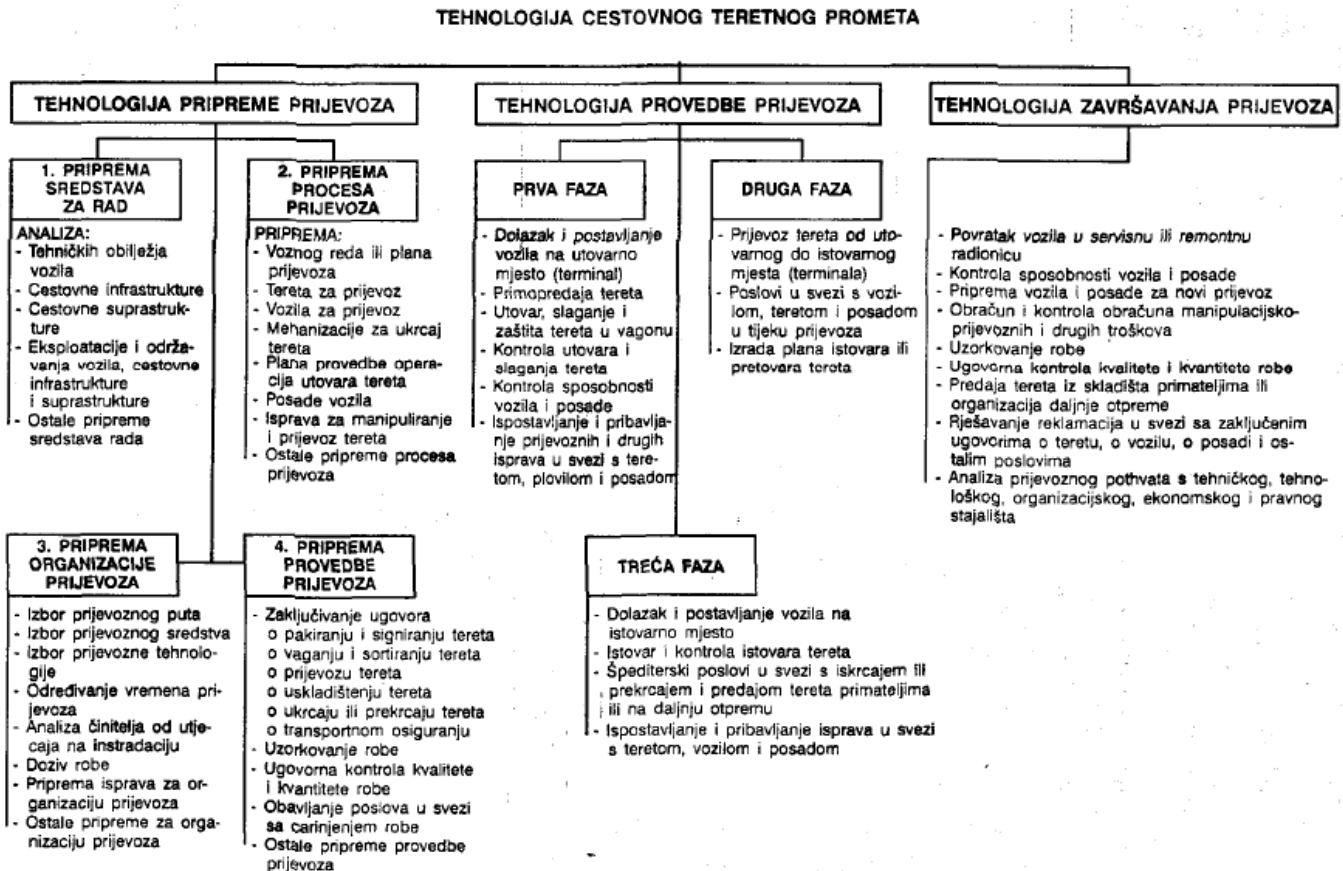 TEHNOLOGIJA CESTOVNOG TERETNOG PROMETA
TEHNOLOGIJA PRIPREME PRIJEVOZA
1. PRIPREMA
SREDSTAVA
ZA RAD
ANALIZA:
- Tehničkih obilježja
vozila
- Cestovne infrastrukture
- Cestovne suprastruk-
ture
- Eksploatacije i održa-
vanja vozila, cestovne
infrastrukture
i suprastrukture
- Ostale pripreme
sredstava rada
2. PRIPREMA
PROCESA
PRIJEVOZA
PRIPREMA:
- Voznog reda ili plana
prijevoza
- Tereta za prijevoz
- Vozila za prijevoz
- Mehanizacije za ukrcaj
tereta
- Plana provedbe opera-
cija utovara tereta
- Posade vozila
- Isprava za manipuliranje
i prijevoz tereta
- Ostale pripreme procesa
prijevoza
3. PRIPREMA
ORGANIZACIJE
PRIJEVOZA
- Izbor prijevoznog puta
- Izbor prijevoznog sredstva
- Izbor prijevozne tehnolo-
gije
- Određivanje vremena pri-
jevoza
- Analiza činitelja od utje-
caja na instradaciju
- Doziv robe
- Priprema isprava za or-
ganizaciju prijevoza
- Ostale pripreme za orga-
nizaciju prijevoza
4. PRIPREMA
PROVEDBE
PRIJEVOZA
- Zaključivanje ugovora
o pakiranju i signiranju tereta
o vaganju i sortiranju tereta
o prijevozu tereta
o uskladištenju tereta
o ukrcaju ili prekrcaju tereta
o transportnom osiguranju
- Uzorkovanje robe
- Ugovorna kontrola kvalitete
i kvantitete robe
- Obavljanje poslova u svezi
sa carinjenjem robe
- Ostale pripreme provedbe
prijevoza
TEHNOLOGIJA PROVEDBE PRIJEVOZA
PRVA FAZA
- Dolazak i postavljanje
vozila na utovarno
mjesto (terminal)
- Primopredaja tereta
- Utovar, slaganje i
zaštita tereta u vagonu
- Kontrola utovara i
slaganja tereta
- Kontrola sposobnosti
vozila i posade
- Ispostavljanje i pribavlja-
nje prijevoznih i drugih
isprava u svezi s tere-
tom, plovilom i posadom
DRUGA FAZA
- Prijevoz tereta od uto-
varnog do istovarnog
mjesta (terminala)
- Poslovi u svezi s vozi-
lom, teretom i posadom
u tijeku prijevoza
- Izrada plana istovara ili
pretovara tereta
TREĆA FAZA
- Dolazak i postavljanje vozila na
istovarno mjesto
- Istovar i kontrola istovara tereta
- Špediterski poslovi u svezi s iskrcajem ili
prekrcajem i predajom tereta primateljima
ili na daljnju otpremu
- Ispostavljanje i pribavljanje isprava u svezi
s teretom, vozilom i posadom
TEHNOLOGIJA ZAVRŠAVANJA PRIJEVOZA
- Povratak vozila u servisnu ili remontnu
radionicu
- Kontrola sposobnosti vozila i posade
- Priprema vozila i posade za novi prijevoz
- Obračun i kontrola obračuna manipulacijsko-
prijevoznih i drugih troškova
- Uzorkovanje robe
- Ugovorna kontrola kvalitete i kvantitete robe
- Predaja tereta iz skladišta primateljima ili
organizacija daljnje otpreme
- Rješavanje reklamacija u svezi sa zaključenim
ugovorima o teretu, o vozilu, o posadi i os-
talim poslovima
- Analiza prijevoznog pothvata s tehničkog, tehno-
loškog, organizacijskog, ekonomskog i pravnog
stajališta